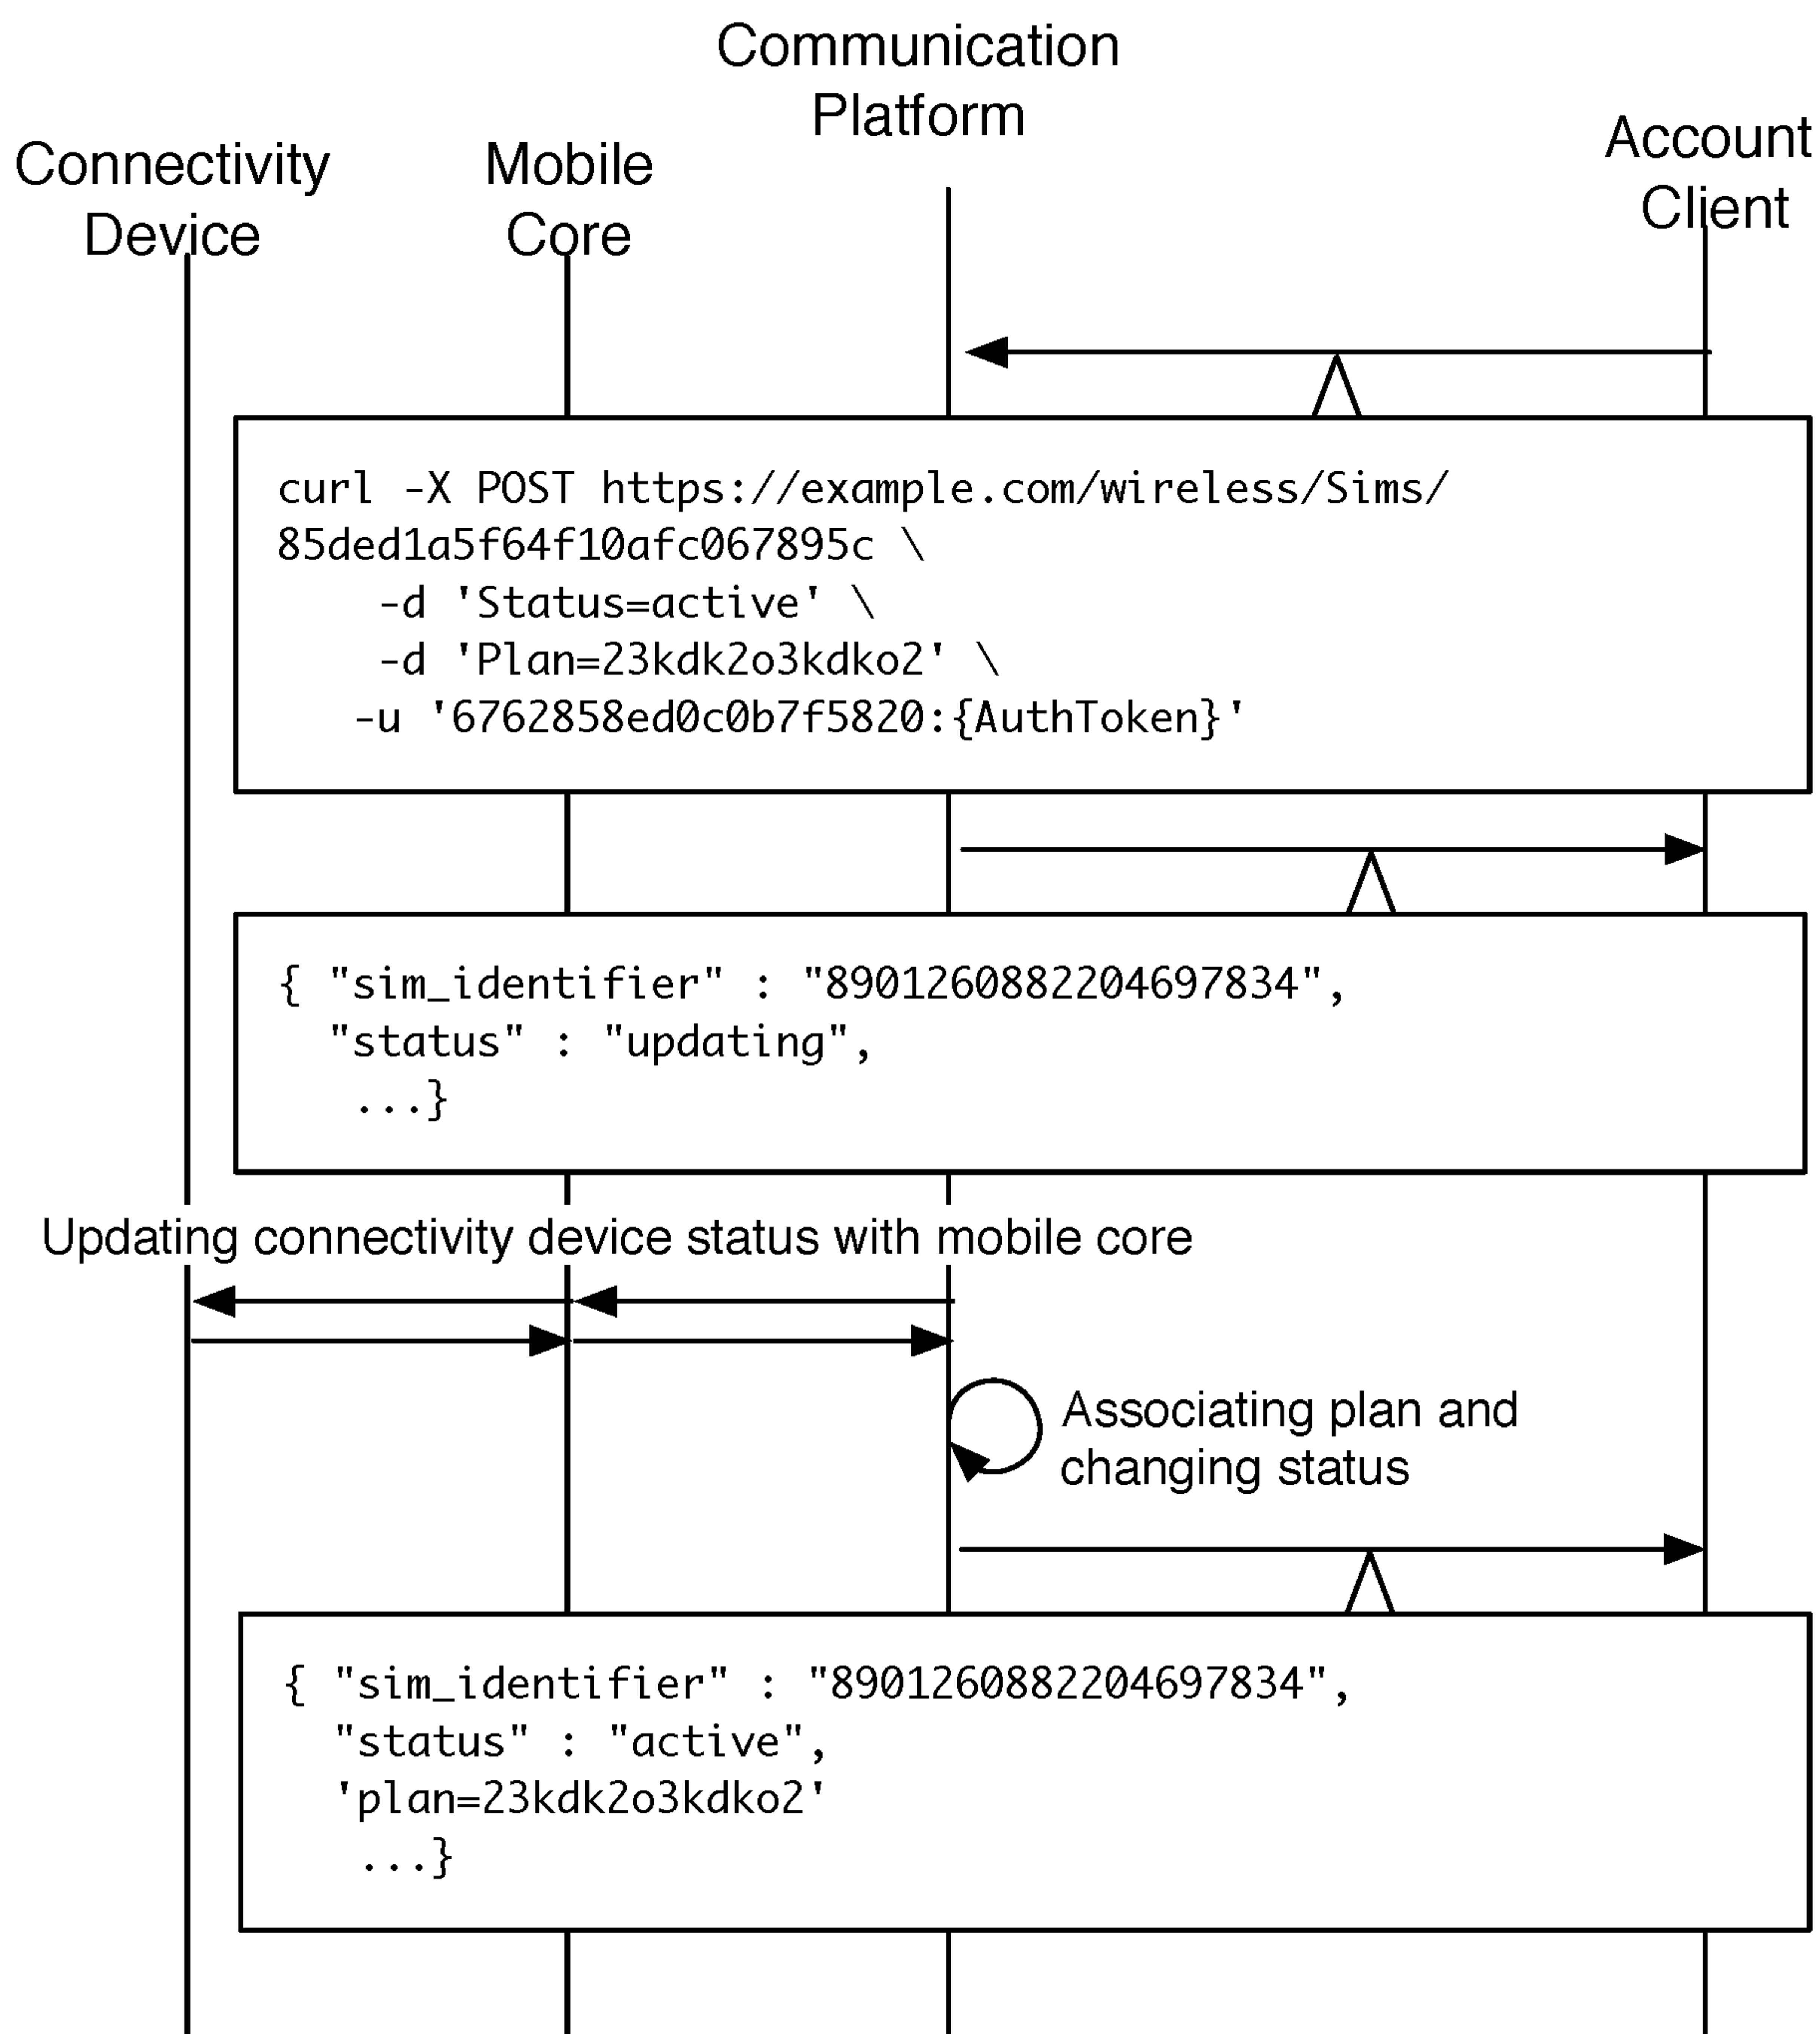 Communication
Platform
Account
Client
Connectivity
Device
Mobile
Core
curl -X POST https://example.com/wireless/Sims/
85ded1a5f64f10afc067895c \
-d 'Status=active' \
-d 'Plan=23kdk2o3kdko2' \
-u '6762858ed0c0b7f5820:{AuthToken}'
{ "sim_identifier" : "8901260882204697834",
"status" : "updating",
...}
Updating connectivity device status with mobile core
Associating plan and
changing status
{ "sim_identifier" : "8901260882204697834",
"status" : "active",
'plan=23kdk2o3kdko2'
...}